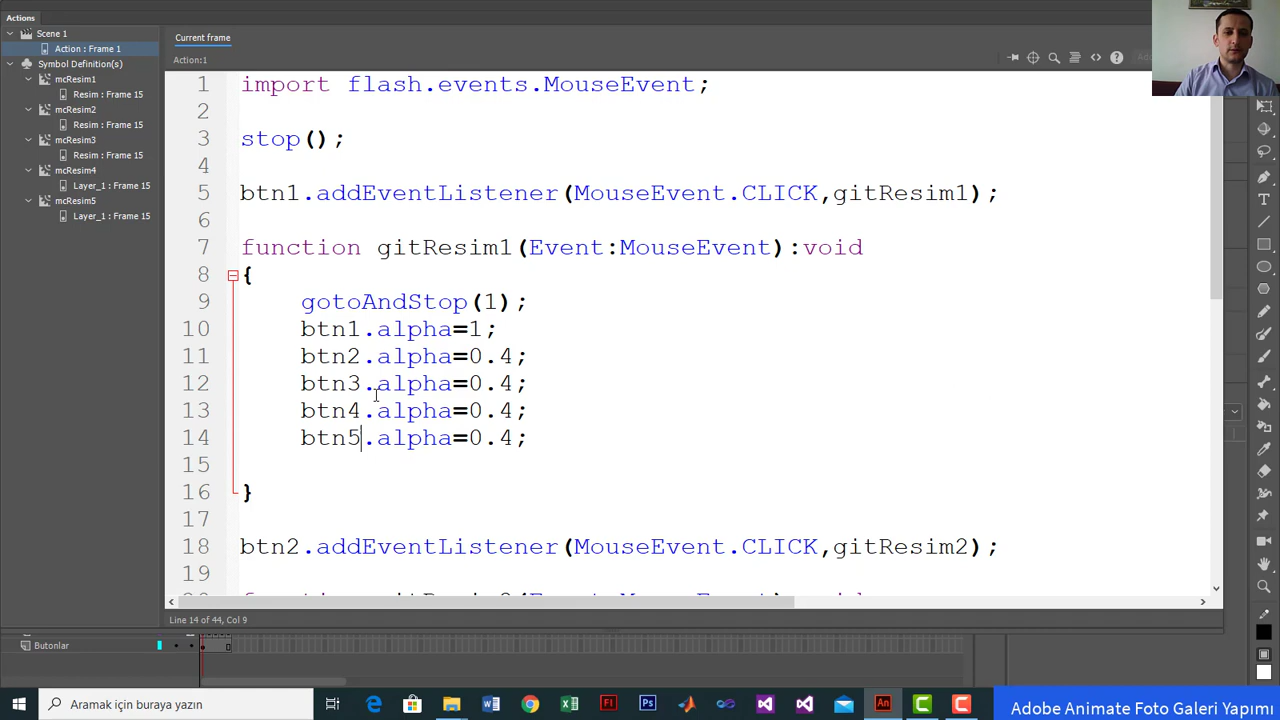 Actions
Scene 1
Action : Frame 1
Symbol Definition(s)
mcResim1
Resim : Frame 15
mcResim2
Resim : Frame 15
mcResim3
Resim : Frame 15
mcResim4
Layer_1 : Frame 15
mcResim5
Layer_1 : Frame 15
Current frame
Action:1
1 import flash.events.MouseEvent;
2
3 stop();
4
5 btn1.addEventListener(MouseEvent.CLICK,gitResim1);
6
7 function gitResim1(Event:MouseEvent):void
8 {
9 gotoAndStop(1);
10 btn1.alpha=1;
11 btn2.alpha=0.4;
12 btn3.alpha=0.4;
13 btn4.alpha=0.4;
14 btn5.alpha=0.4;
15
16 }
17
18 btn2.addEventListener(MouseEvent.CLICK,gitResim2);
19
Line 14 of 44, Col 9
Butonlar
Aramak için buraya yazın
Adobe Animate Foto Galeri Yapımı